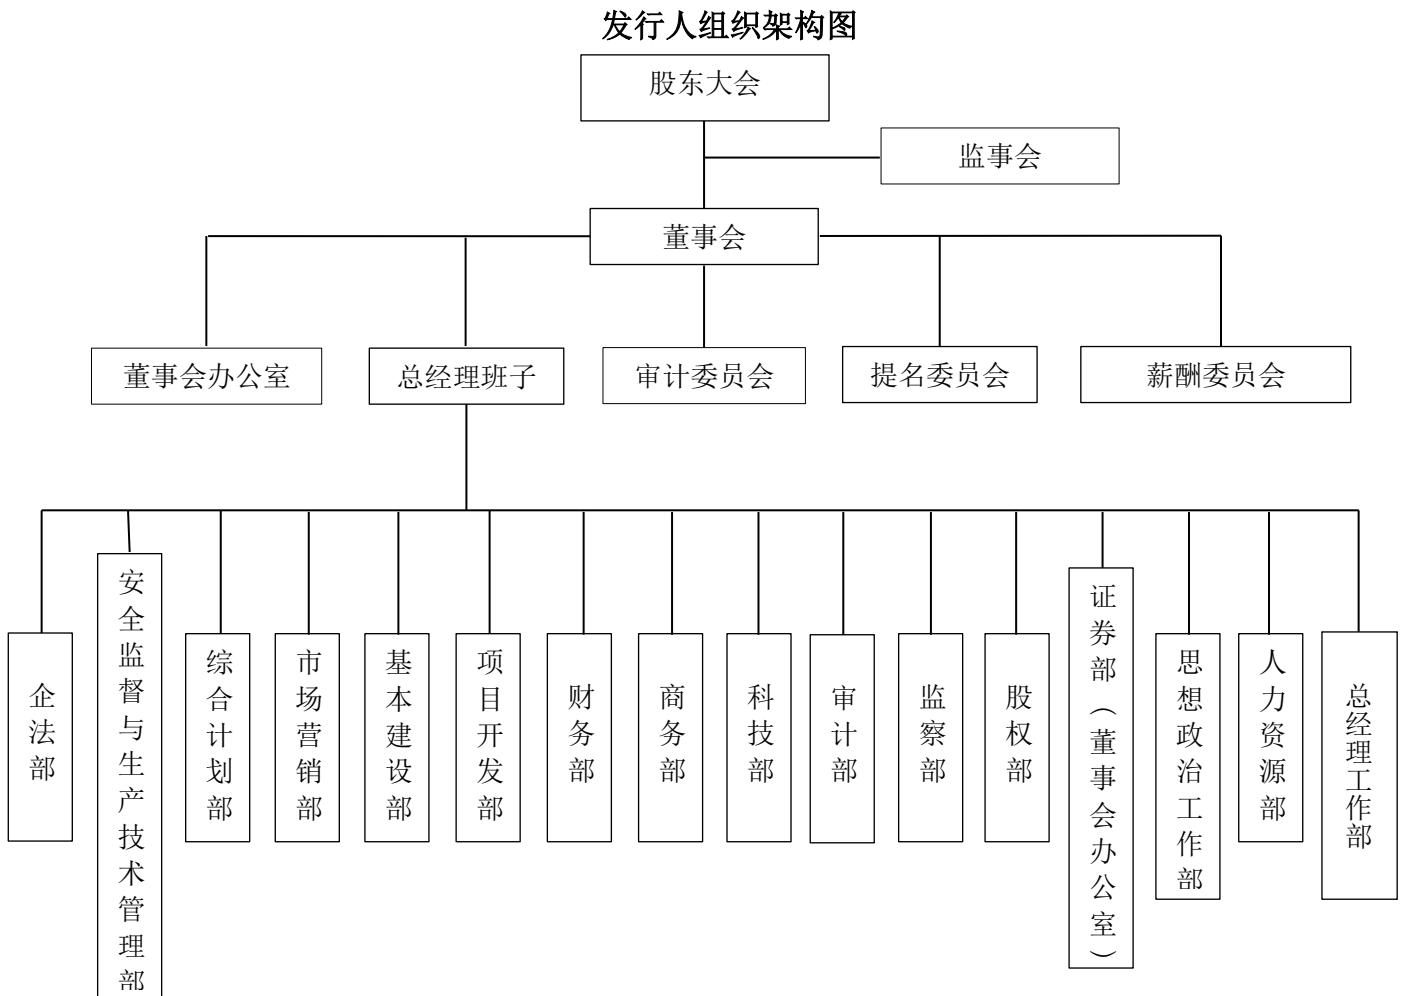 发行人组织架构图
股东大会
监事会
董事会
董事会办公室
总经理班子
审计委员会
提名委员会
薪酬委员会
企法部
安全监督与生产技术管理部
综合计划部
市场营销部
基本建设部
项目开发部
财务部
商务部
科技部
审计部
监察部
股权部
证券部（董事会办公室）
思想政治工作部
人力资源部
总经理工作部